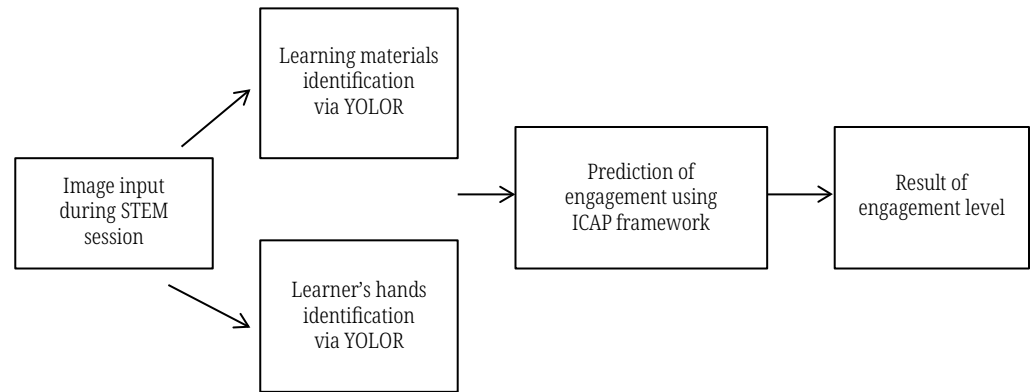 Image input
during STEM
session
Learning materials
identification
via YOLOR
Learner’s hands
identification
via YOLOR
Prediction of
engagement using
ICAP framework
Result of
engagement level